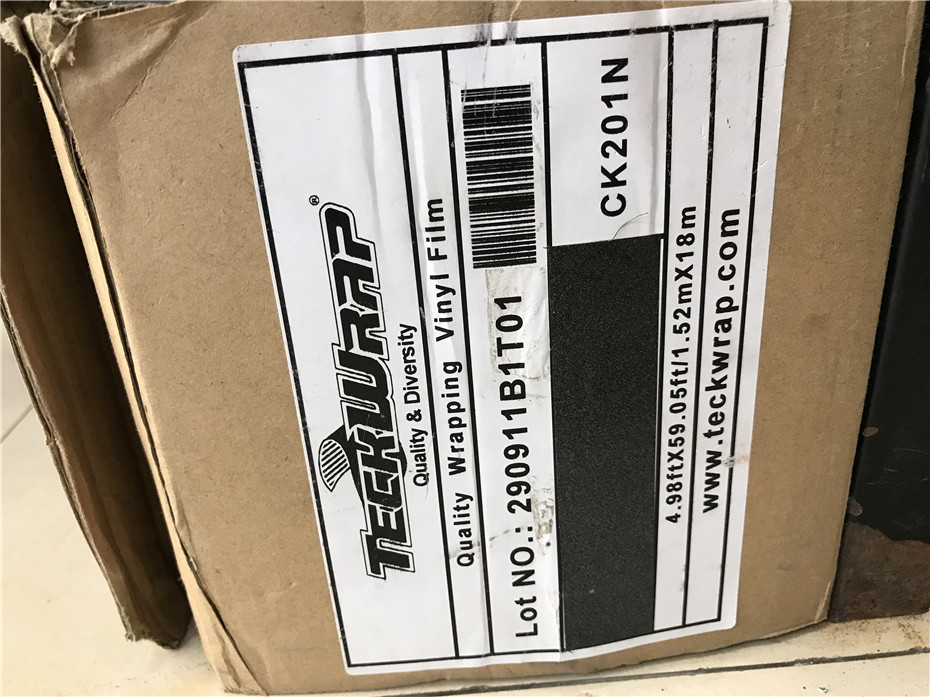 TECKWRAP®
Quality & Diversity
Quality Wrapping Vinyl Film
Lot NO.: 290911B1T01
CK201N
4.98ftX59.05ft/1.52mX18m
www.teckwrap.com